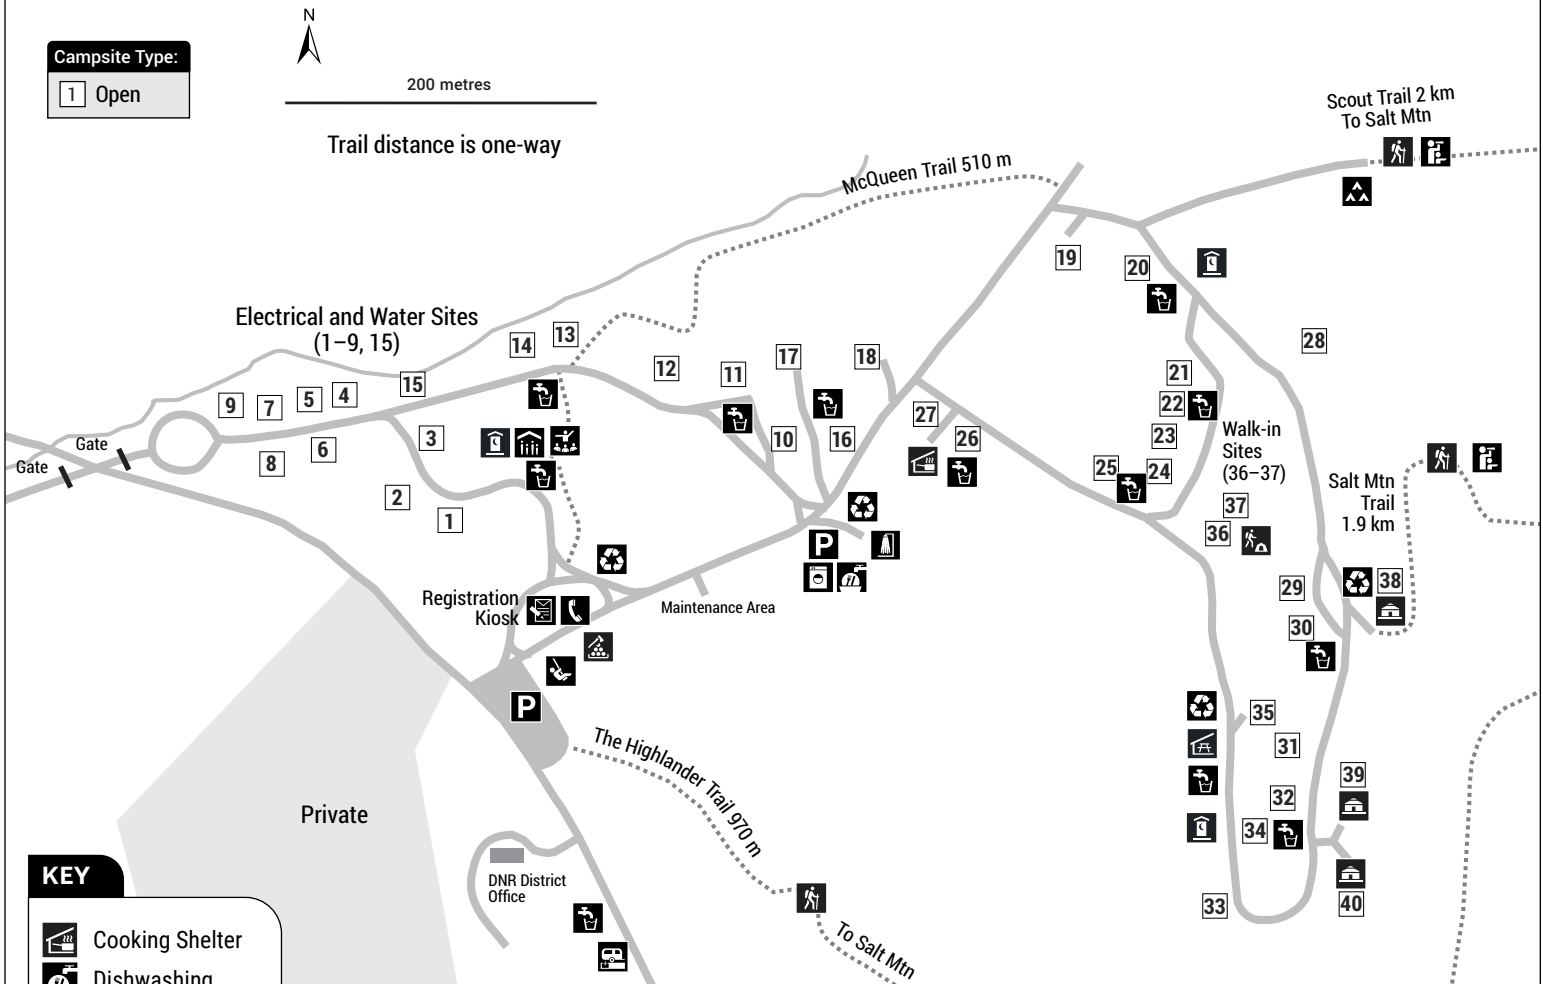 N
Campsite Type:
1 Open
200 metres
Trail distance is one-way
Scout Trail 2 km
To Salt Mtn
McQueen Trail 510 m
19
20
28
Electrical and Water Sites
(1–9, 15)
14
13
12
11
17
18
21
22
23
15
4
5
7
9
3
6
8
10
16
27
26
25
24
Gate
Gate
2
1
Walk-in
Sites
(36–37)
37
36
Salt Mtn
Trail
1.9 km
29
38
30
P
Registration
Kiosk
Maintenance Area
P
35
31
39
32
34
33
40
The Highlander Trail 970 m
Private
DNR District
Office
To Salt Mtn
KEY
Cooking Shelter
Dishwashing